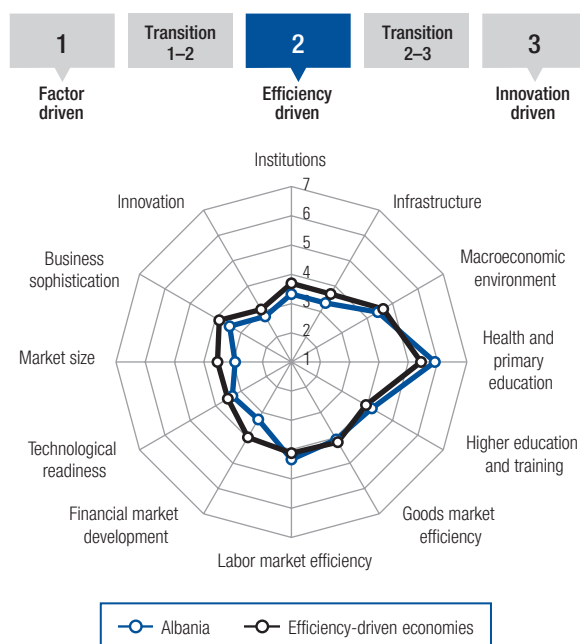 1
Transition
1–2
2
Transition
2–3
3
Factor
driven
Efficiency
driven
Innovation
driven
Institutions
Infrastructure
Macroeconomic
environment
Health and
primary
education
Higher education
and training
Goods market
efficiency
Labor market efficiency
Financial market
development
Technological
readiness
Market size
Business
sophistication
Innovation
7
6
5
4
3
2
1
Albania
Efficiency-driven economies